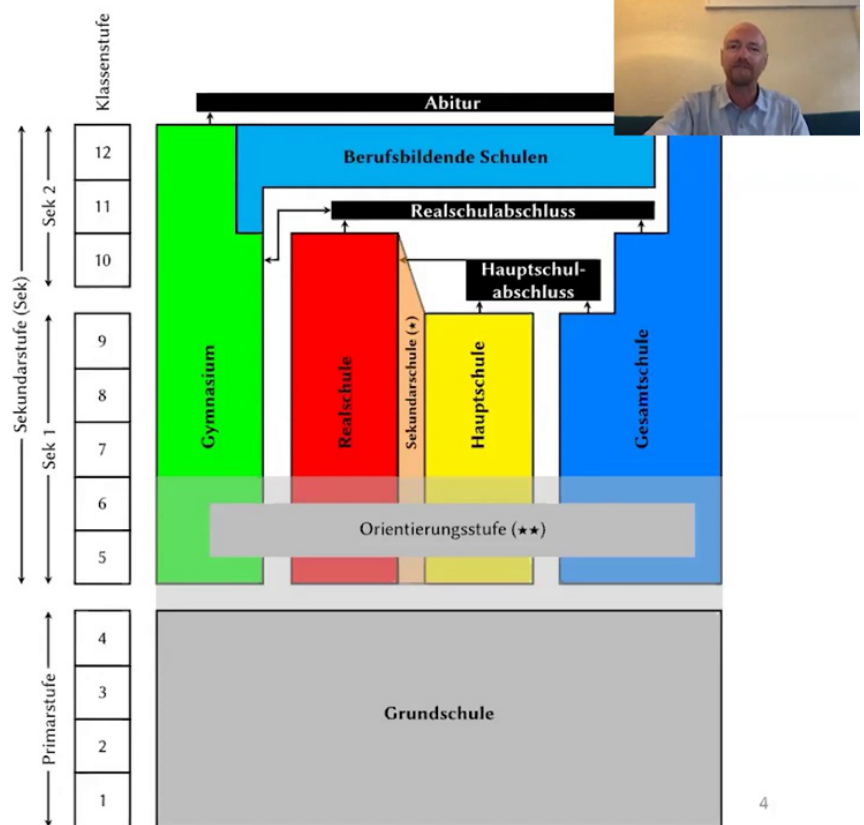 Klassenstufe
Abitur
12
Berufsbildende Schulen
11
Realschulabschluss
10
Hauptschul-
abschluss
9
8
7
6
5
4
3
2
1
Sekundarstufe (Sek)
Sek 2
Sek 1
Primarstufe
Gymnasium
Realschule
Sekundarschule (★)
Hauptschule
Gesamtschule
Orientierungsstufe (★★)
Grundschule
4